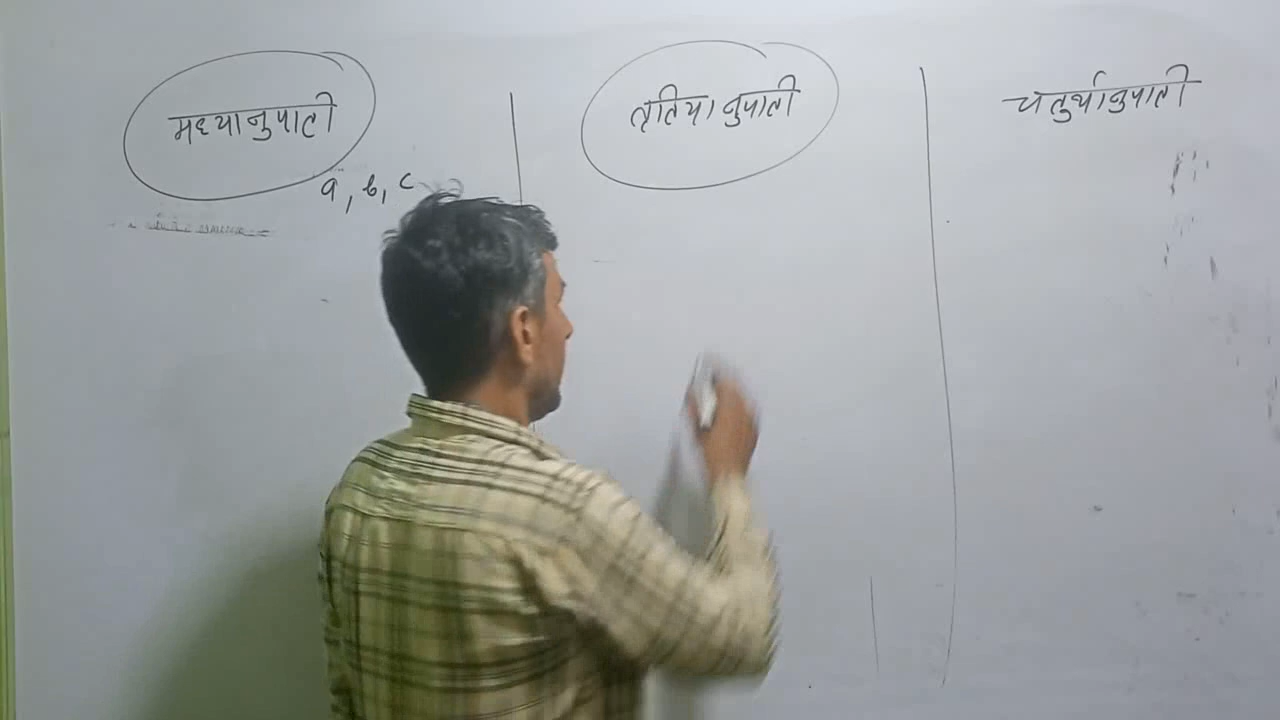 मध्यानुपाती
तृतियानुपाती
चतुर्थानुपाती
a, b, c